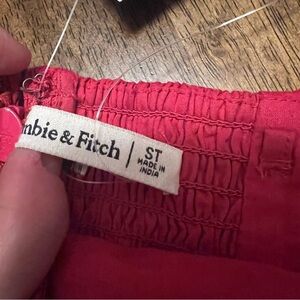 mbie & Fitch
ST
MADE IN
INDIA